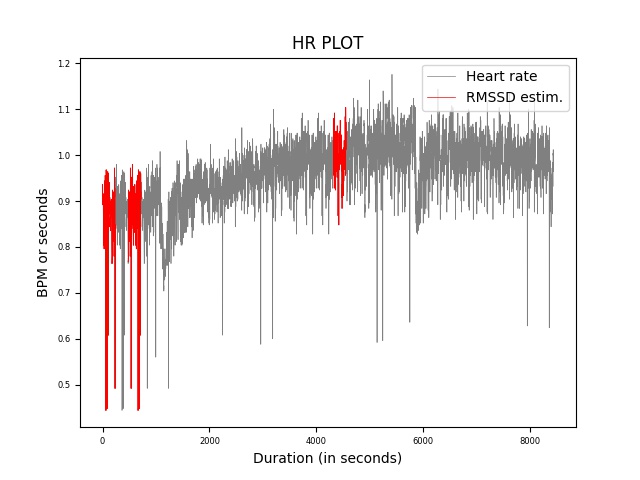 HR PLOT
Heart rate
RMSSD estim.
BPM or seconds
1.2
1.1
1.0
0.9
0.8
0.7
0.6
0.5
0 2000 4000 6000 8000
Duration (in seconds)